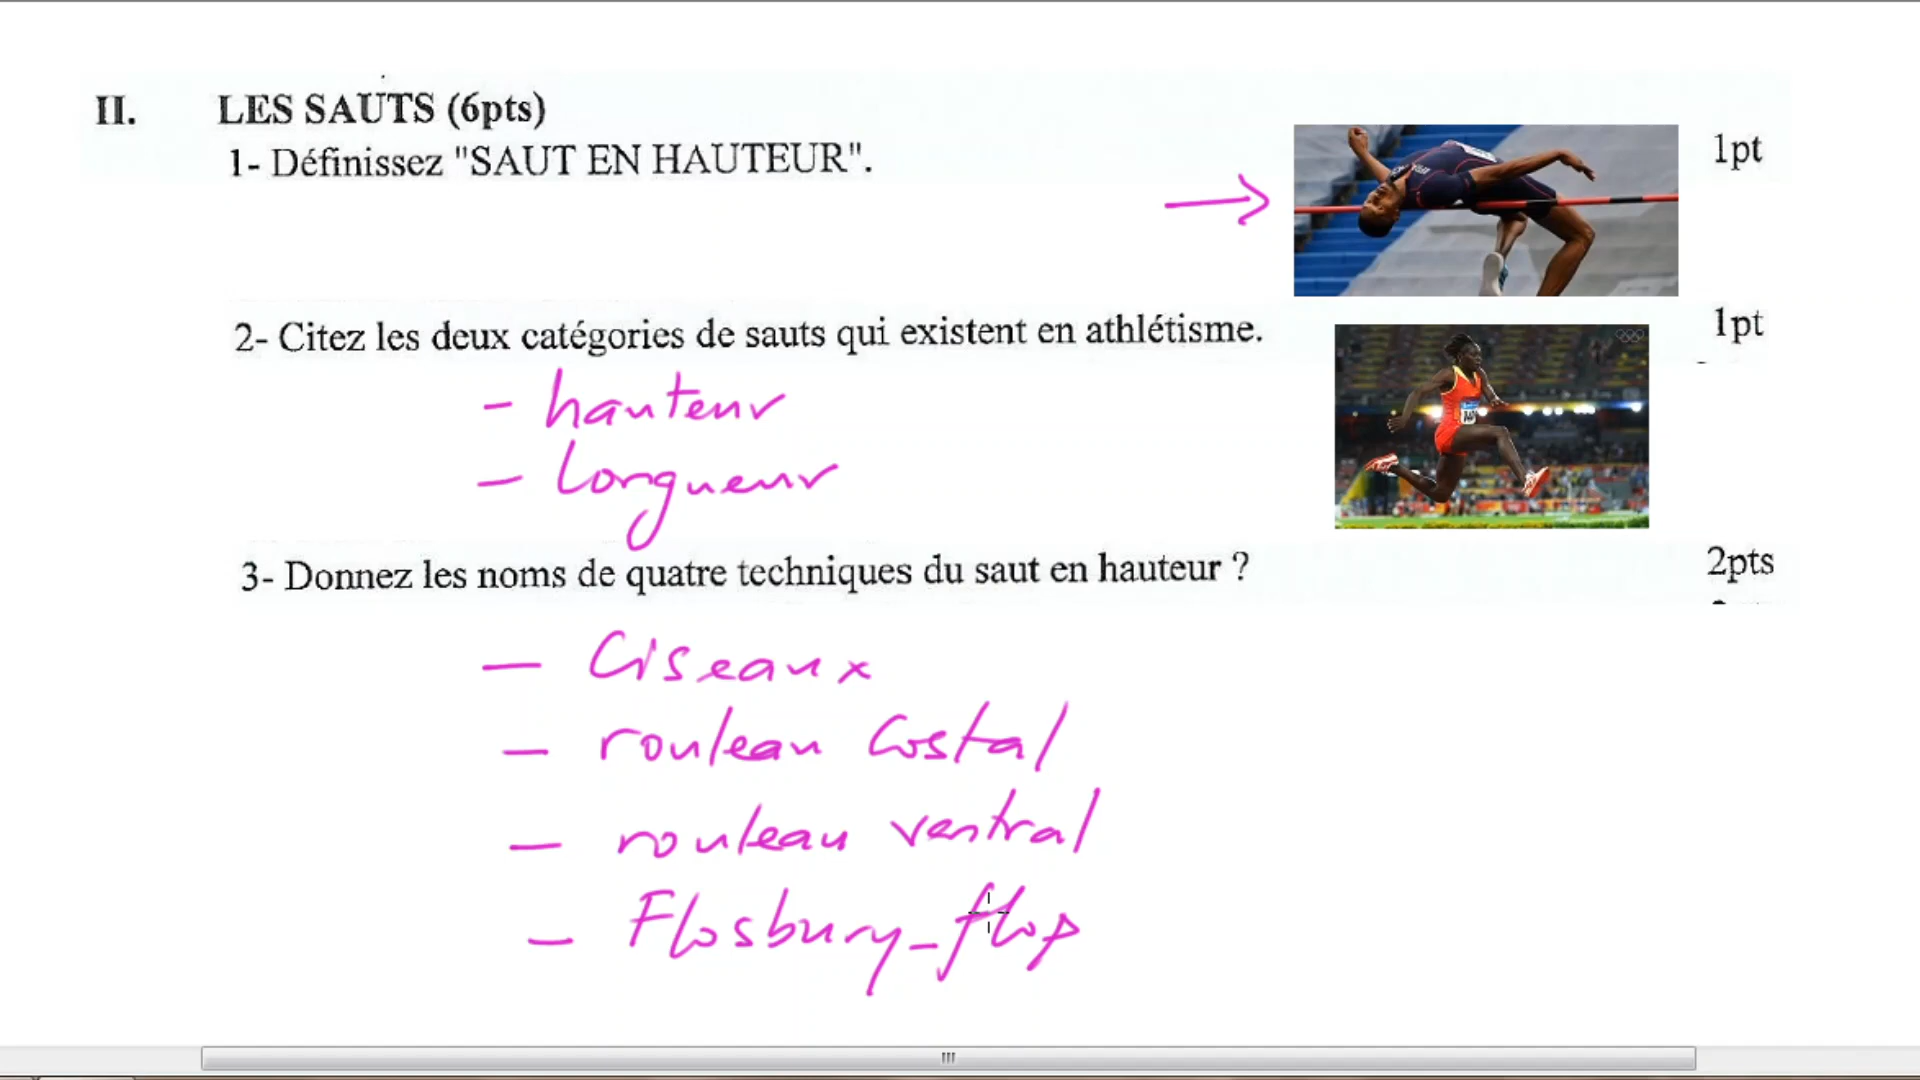 II. LES SAUTS (6pts)
1- Définissez "SAUT EN HAUTEUR". 1pt
2- Citez les deux catégories de sauts qui existent en athlétisme. 1pt
- hauteur
- Longueur
3- Donnez les noms de quatre techniques du saut en hauteur ? 2pts
- Ciseaux
- rouleau Costal
- rouleau ventral
- Flosbury-flop